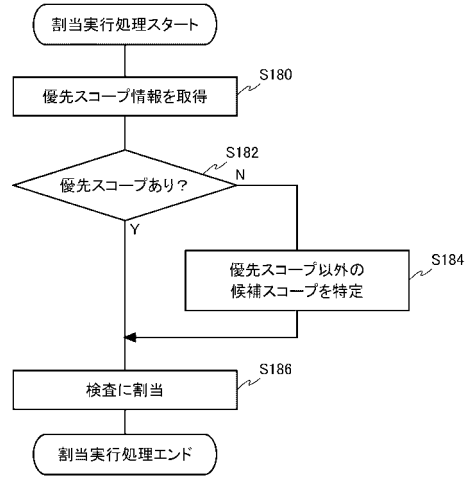 割当実行処理スタート
S180
優先スコープ情報を取得
S182
優先スコープあり？
N
Y
S184
優先スコープ以外の
候補スコープを特定
S186
検査に割当
割当実行処理エンド